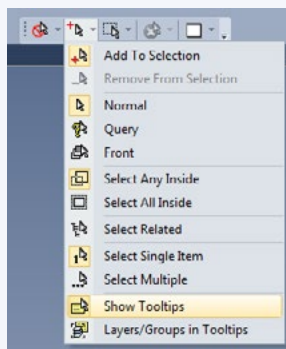 Add To Selection
Remove From Selection
Normal
Query
Front
Select Any Inside
Select All Inside
Select Related
Select Single Item
Select Multiple
Show Tooltips
Layers/Groups in Tooltips